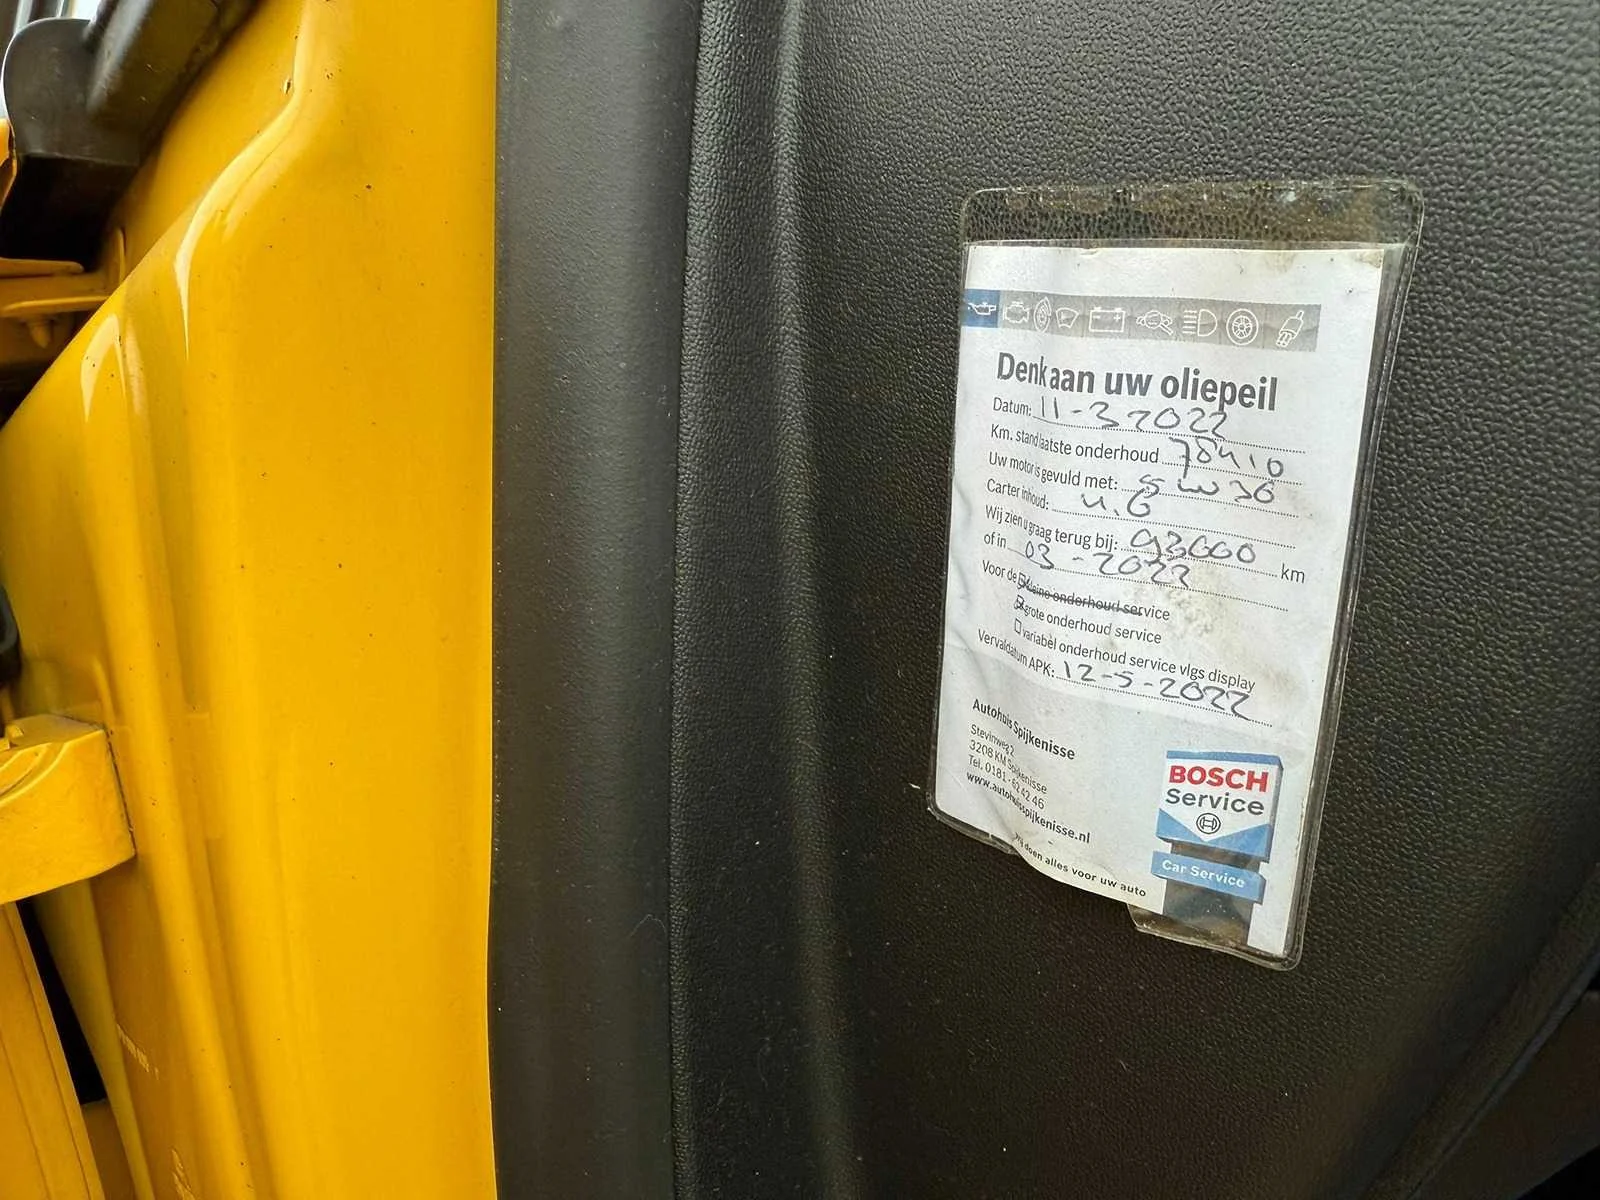 Denk aan uw oliepeil
Datum: 11-3 2022
Km. stand laatste onderhoud 78410
Uw motor is gevuld met: 5w30
Carter inhoud: 4.6
Wij zien u graag terug bij: 93000 km
of in 03-2022
Voor de kleine onderhoud service
grote onderhoud service
variabel onderhoud service vlgs display
Vervaldatum APK: 12-5-2022
Autohuis Spijkenisse
Stevinweg 2
3208 KM Spijkenisse
Tel. 0181-62 42 46
www.autohuisspijkenisse.nl
Wij doen alles voor uw auto
BOSCH
Service
Car Service